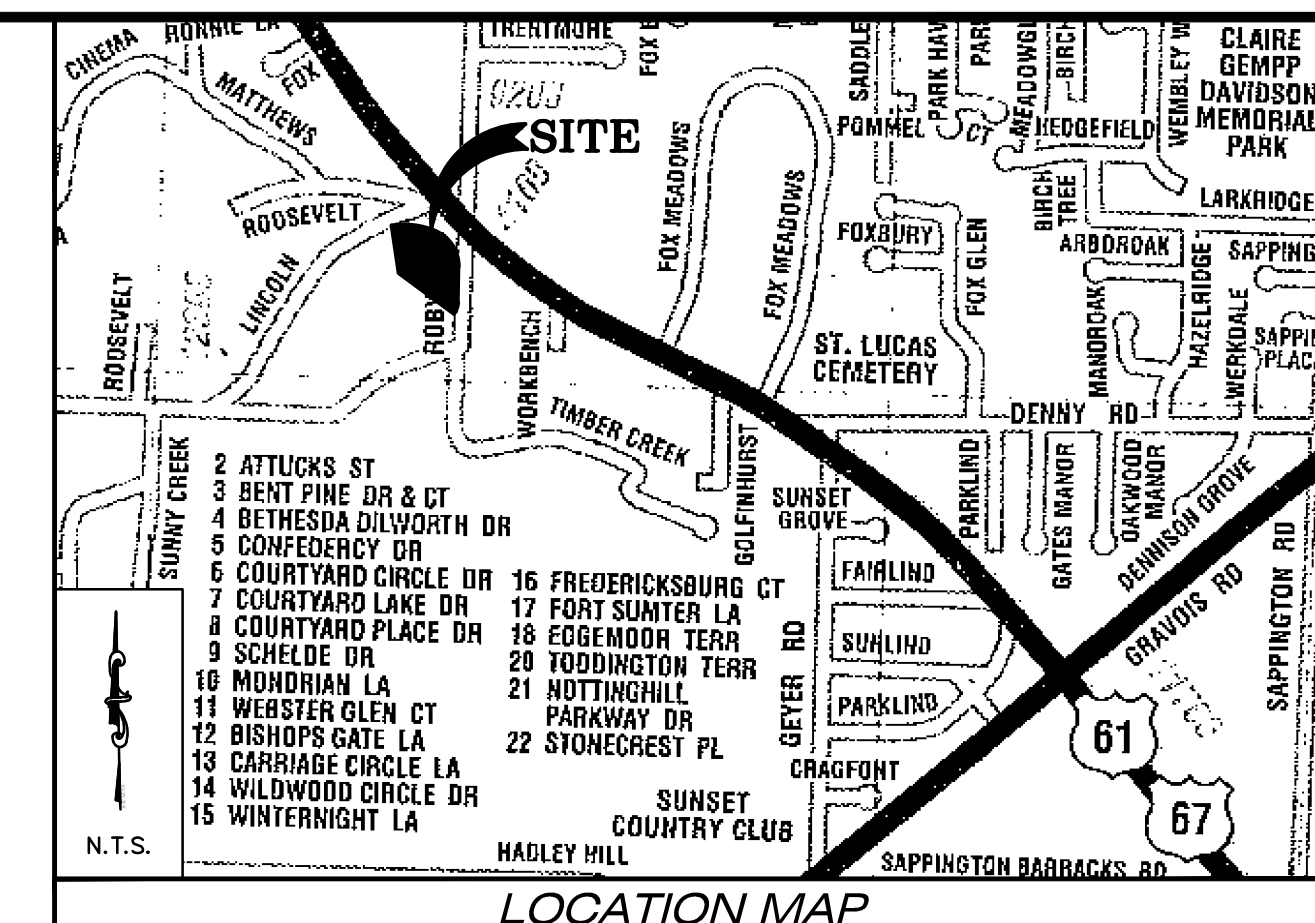 CINEMA
RONNIE LA
FOX
MATTHEWS
TRENTMORE
9203
SITE
ROOSEVELT
LINCOLN
ROOSEVELT
ROBY
WORKBENCH
FOX MEADOWS
FOX MEADOWS
SADDLE
PARK HAV
POMMEL
CT
BIRCH
HEDGEFIELD
WEMBLEY W
CLAIRE
GEMPP
DAVIDSON
MEMORIAL
PARK
BIRCH
TREE
LARKRIDGE
FOXBURY
FOX GLEN
ARBOROAK
SAPPING
HAZELRIDGE
MANOROAK
WERKDALE
SAPPIN
PLAC
ST. LUCAS
CEMETERY
DENNY RD
TIMBER CREEK
GOLFINHURST
SUNNY CREEK
SUNSET
GROVE
PARKLIND
GATES MANOR
OAKWOOD
MANOR
DENNISON GROVE
GRAVOIS RD
SAPPINGTON RD
FAIRLIND
SUNLIND
PARKLIND
GEYER RD
CRAGFONT
2 ATTUCKS ST
3 BENT PINE DR & CT
4 BETHESDA DILWORTH DR
5 CONFEDERCY DR
6 COURTYARD CIRCLE DR
7 COURTYARD LAKE DR
8 COURTYARD PLACE DR
9 SCHELDE DR
10 MONDRIAN LA
11 WEBSTER GLEN CT
12 BISHOPS GATE LA
13 CARRIAGE CIRCLE LA
14 WILDWOOD CIRCLE DR
15 WINTERNIGHT LA
16 FREDERICKSBURG CT
17 FORT SUMTER LA
18 EDGEMOOR TERR
20 TODDINGTON TERR
21 NOTTINGHILL
PARKWAY DR
22 STONECREST PL
SUNSET
COUNTRY CLUB
HADLEY HILL
SAPPINGTON BARRACKS RD
61
67
N.T.S.
LOCATION MAP